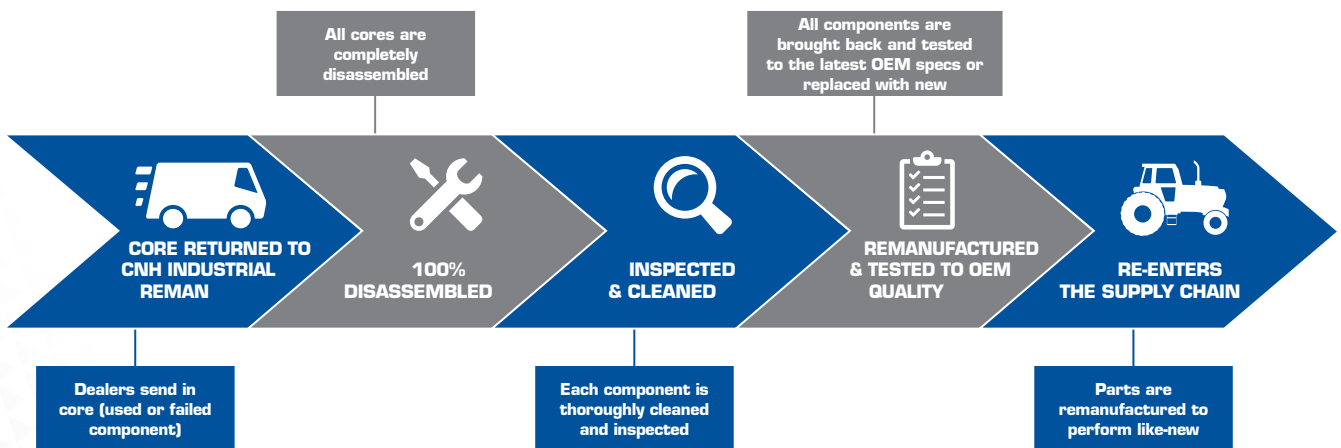 All cores are
completely
disassembled
All components are
brought back and tested
to the latest OEM specs or
replaced with new
CORE RETURNED TO
CNH INDUSTRIAL
REMAN
100%
DISASSEMBLED
INSPECTED
& CLEANED
REMANUFACTURED
& TESTED TO OEM
QUALITY
RE-ENTERS
THE SUPPLY CHAIN
Dealers send in
core (used or failed
component)
Each component is
thoroughly cleaned
and inspected
Parts are
remanufactured to
perform like-new